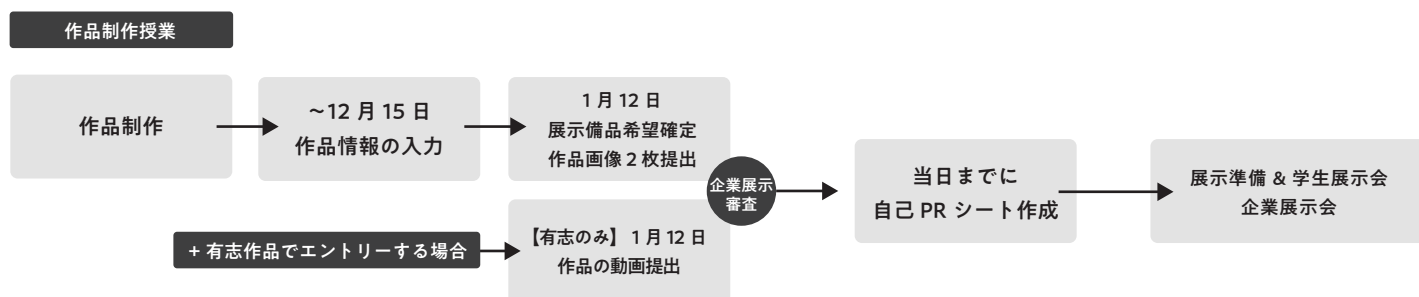 作品制作授業
作品制作
~12 月 15 日
作品情報の入力
1 月 12 日
展示備品希望確定
作品画像 2 枚提出
+ 有志作品でエントリーする場合
【有志のみ】 1 月 12 日
作品の動画提出
企業展示
審査
当日までに
自己 PR シート作成
展示準備 & 学生展示会
企業展示会